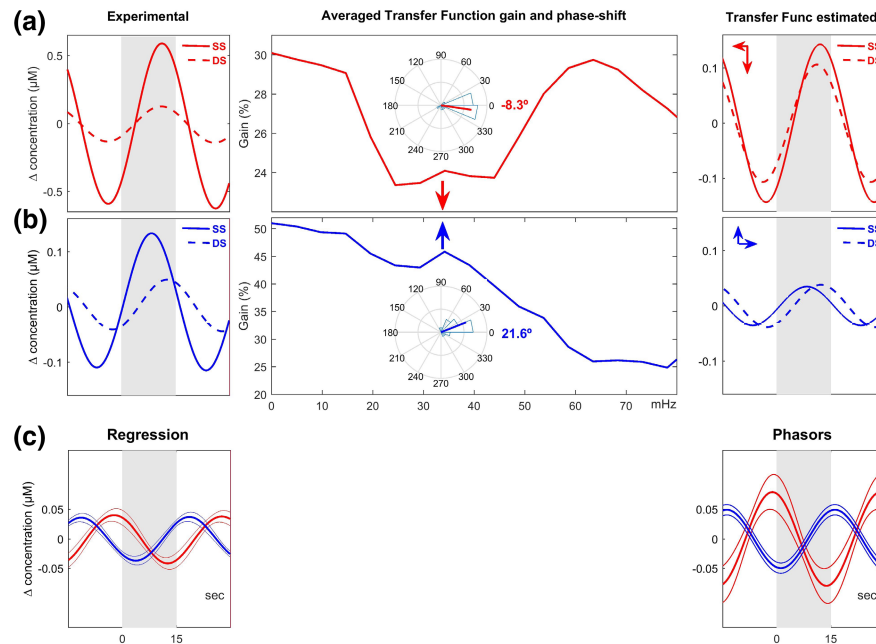 (a)
Experimental
Averaged Transfer Function gain and phase-shift
Transfer Func estimated
Δ concentration (µM)
0.5
0
-0.5
SS
DS
Gain (%)
30
28
26
24
90
60
30
0
330
300
270
240
210
180
150
120
-8.3º
0.1
0
-0.1
SS
DS
(b)
Δ concentration (µM)
0.1
0
-0.1
SS
DS
Gain (%)
50
45
40
35
30
25
20
90
60
30
0
330
300
270
240
210
180
150
120
21.6º
0 10 20 30 40 50 60 70 mHz
0.1
0
-0.1
SS
DS
(c)
Regression
Phasors
Δ concentration (µM)
0.05
0
-0.05
sec
0 15
0.05
0
-0.05
sec
0 15